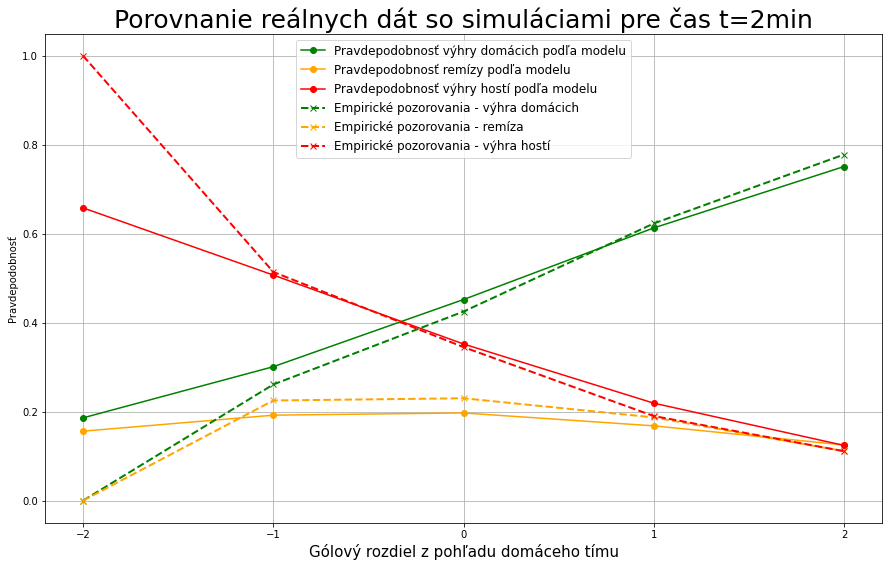 Porovnanie reálnych dát so simuláciami pre čas t=2min
Pravdepodobnosť výhry domácich podľa modelu
Pravdepodobnosť remízy podľa modelu
Pravdepodobnosť výhry hostí podľa modelu
Empirické pozorovania - výhra domácich
Empirické pozorovania - remíza
Empirické pozorovania - výhra hostí
Pravdepodobnosť
1.0
0.8
0.6
0.4
0.2
0.0
−2
−1
0
1
2
Gólový rozdiel z pohľadu domáceho tímu